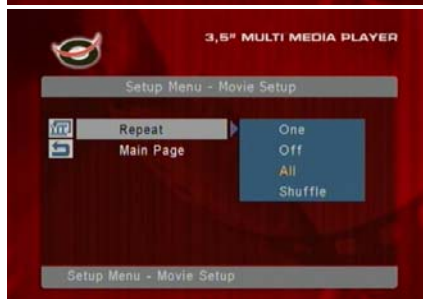 3,5" MULTI MEDIA PLAYER
Setup Menu - Movie Setup
Repeat
One
Main Page
Off
All
Shuffle
Setup Menu - Movie Setup